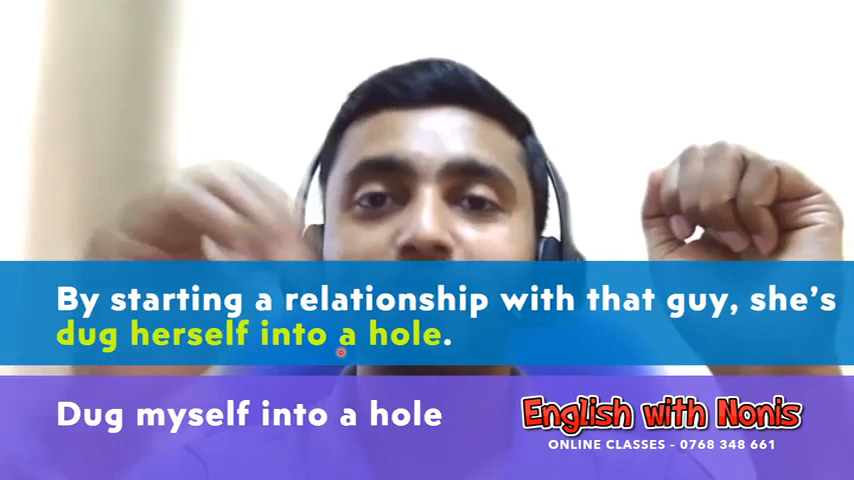 By starting a relationship with that guy, she's
dug herself into a hole.
Dug myself into a hole
English with Nonis
ONLINE CLASSES - 0768 348 661